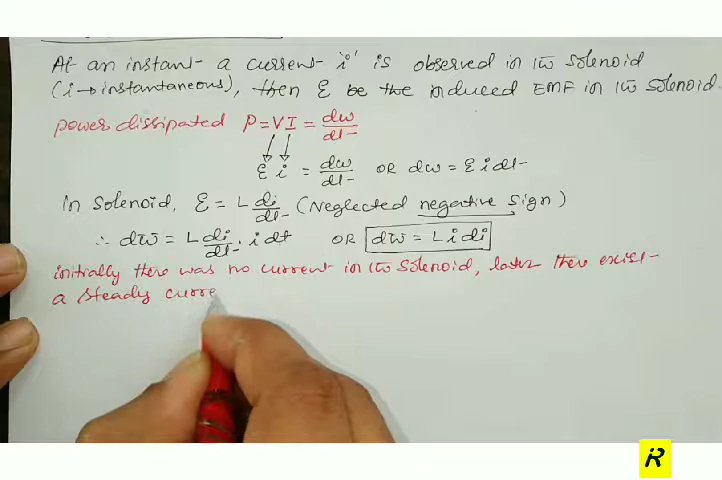 At an instant a current 'i' is observed in the solenoid
(i → instantaneous), then ε be the induced EMF in the solenoid.
power dissipated P = VI = dw/dt
ε i = dw/dt OR dw = ε i dt
In Solenoid, ε = L di/dt (Neglected negative sign)
∴ dw = L di/dt . i dt OR dw = L i di
initially there was no current in the solenoid, later there exist
a steady curre
iR